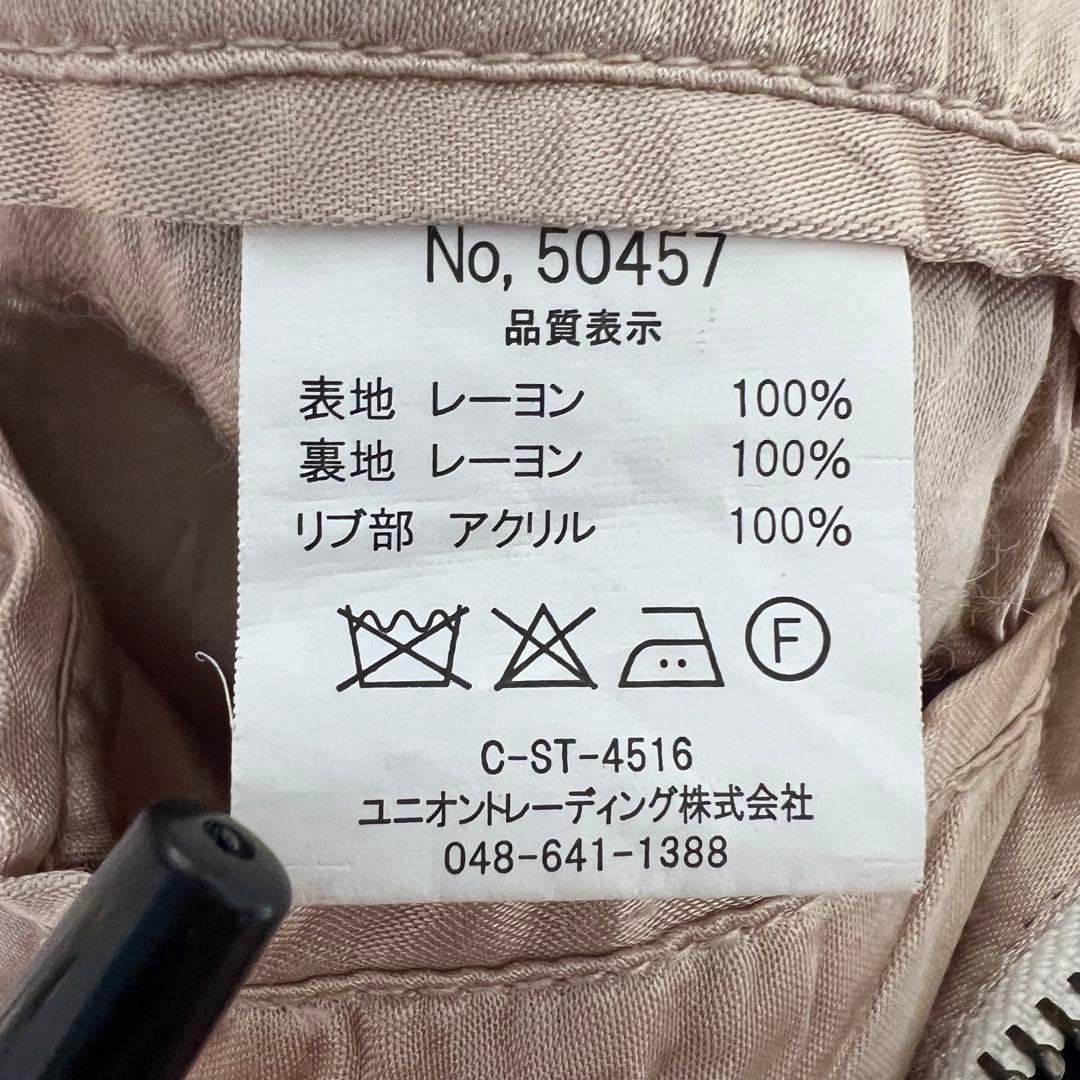 No, 50457
品質表示
表地 レーヨン 100%
裏地 レーヨン 100%
リブ部 アクリル 100%
F
C-ST-4516
ユニオントレーディング株式会社
048-641-1388